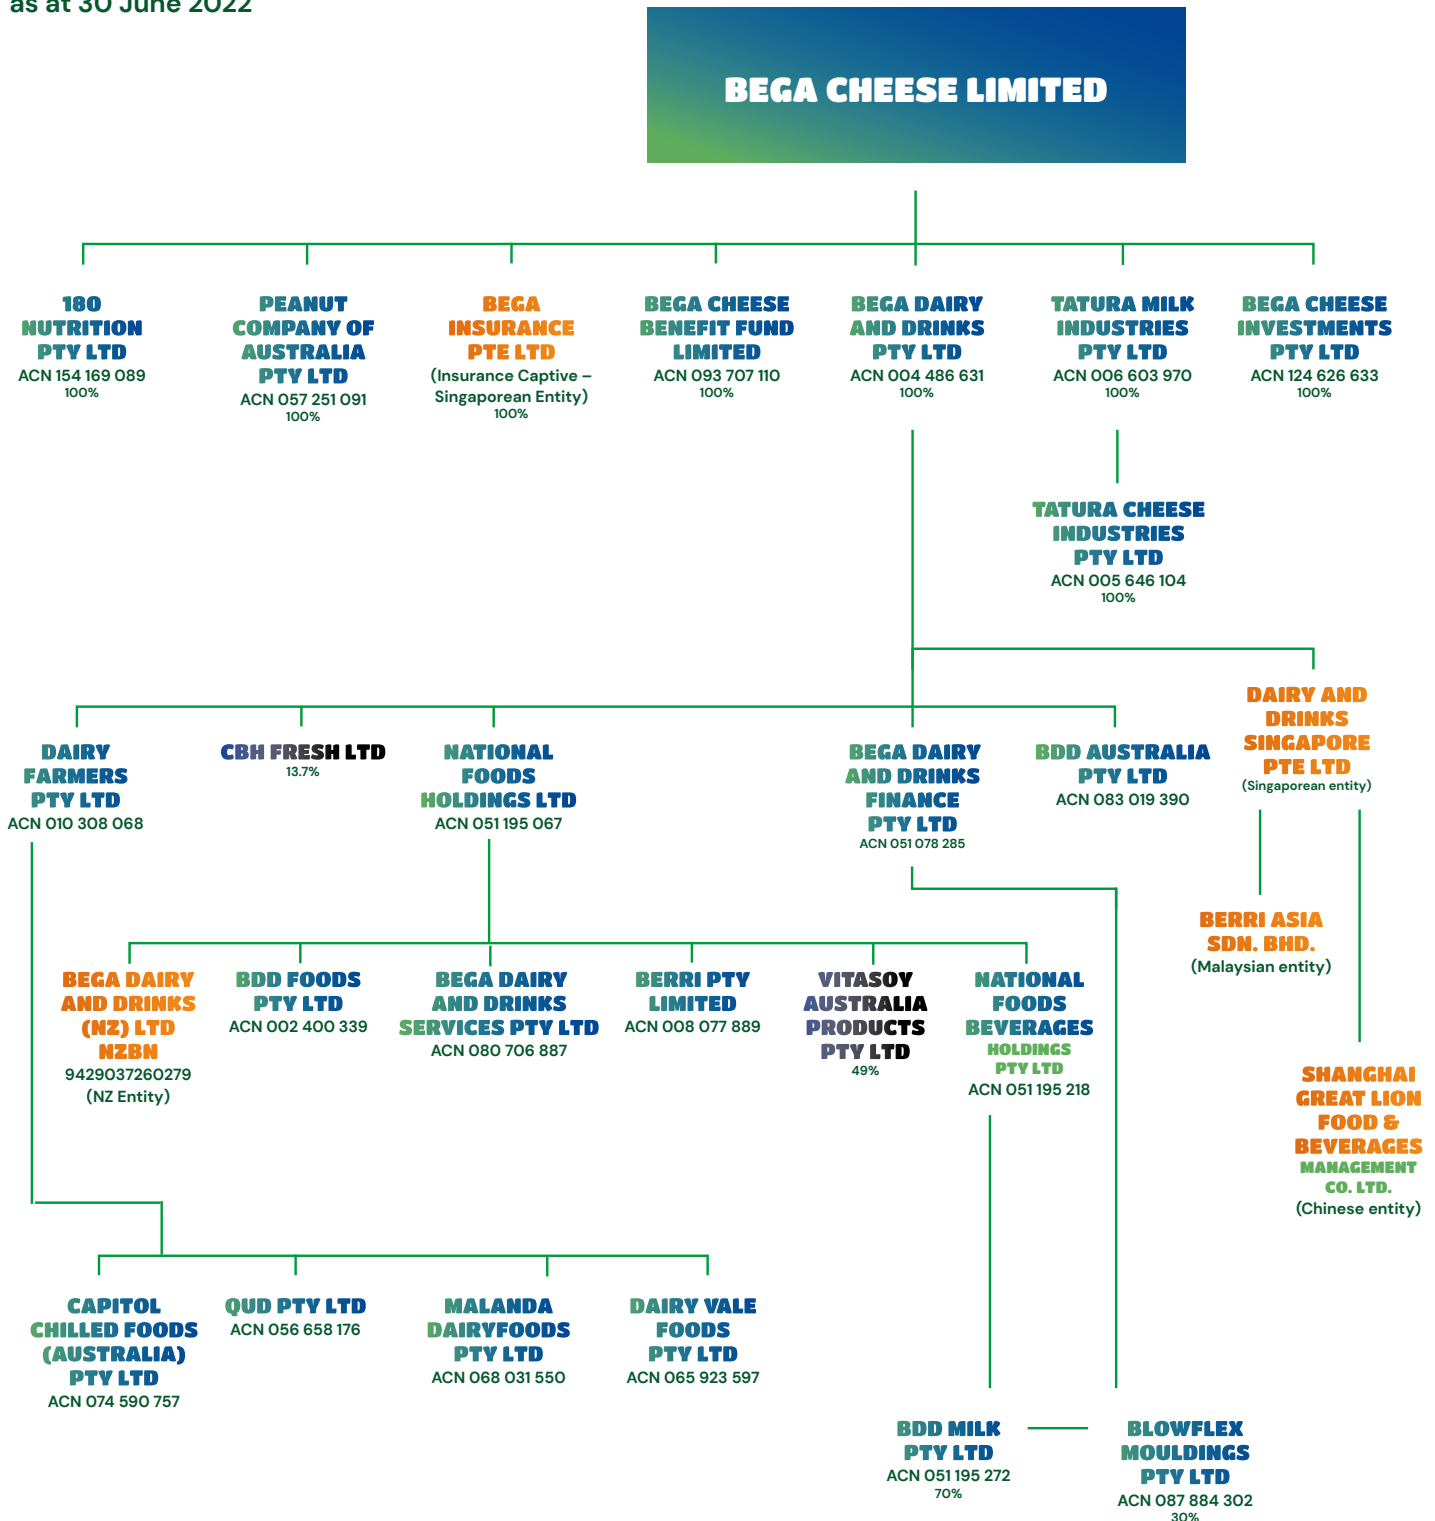 as at 30 June 2022
BEGA CHEESE LIMITED
180
NUTRITION
PTY LTD
ACN 154 169 089
100%
PEANUT
COMPANY OF
AUSTRALIA
PTY LTD
ACN 057 251 091
100%
BEGA
INSURANCE
PTE LTD
(Insurance Captive –
Singaporean Entity)
100%
BEGA CHEESE
BENEFIT FUND
LIMITED
ACN 093 707 110
100%
BEGA DAIRY
AND DRINKS
PTY LTD
ACN 004 486 631
100%
TATURA MILK
INDUSTRIES
PTY LTD
ACN 006 603 970
100%
BEGA CHEESE
INVESTMENTS
PTY LTD
ACN 124 626 633
100%
TATURA CHEESE
INDUSTRIES
PTY LTD
ACN 005 646 104
100%
DAIRY AND
DRINKS
SINGAPORE
PTE LTD
(Singaporean entity)
DAIRY
FARMERS
PTY LTD
ACN 010 308 068
CBH FRESH LTD
13.7%
NATIONAL
FOODS
HOLDINGS LTD
ACN 051 195 067
BEGA DAIRY
AND DRINKS
FINANCE
PTY LTD
ACN 051 078 285
BDD AUSTRALIA
PTY LTD
ACN 083 019 390
BERRI ASIA
SDN. BHD.
(Malaysian entity)
BEGA DAIRY
AND DRINKS
(NZ) LTD
NZBN
9429037260279
(NZ Entity)
BDD FOODS
PTY LTD
ACN 002 400 339
BEGA DAIRY
AND DRINKS
SERVICES PTY LTD
ACN 080 706 887
BERRI PTY
LIMITED
ACN 008 077 889
VITASOY
AUSTRALIA
PRODUCTS
PTY LTD
49%
NATIONAL
FOODS
BEVERAGES
HOLDINGS
PTY LTD
ACN 051 195 218
SHANGHAI
GREAT LION
FOOD &
BEVERAGES
MANAGEMENT
CO. LTD.
(Chinese entity)
CAPITOL
CHILLED FOODS
(AUSTRALIA)
PTY LTD
ACN 074 590 757
QUD PTY LTD
ACN 056 658 176
MALANDA
DAIRYFOODS
PTY LTD
ACN 068 031 550
DAIRY VALE
FOODS
PTY LTD
ACN 065 923 597
BDD MILK
PTY LTD
ACN 051 195 272
70%
BLOWFLEX
MOULDINGS
PTY LTD
ACN 087 884 302
30%